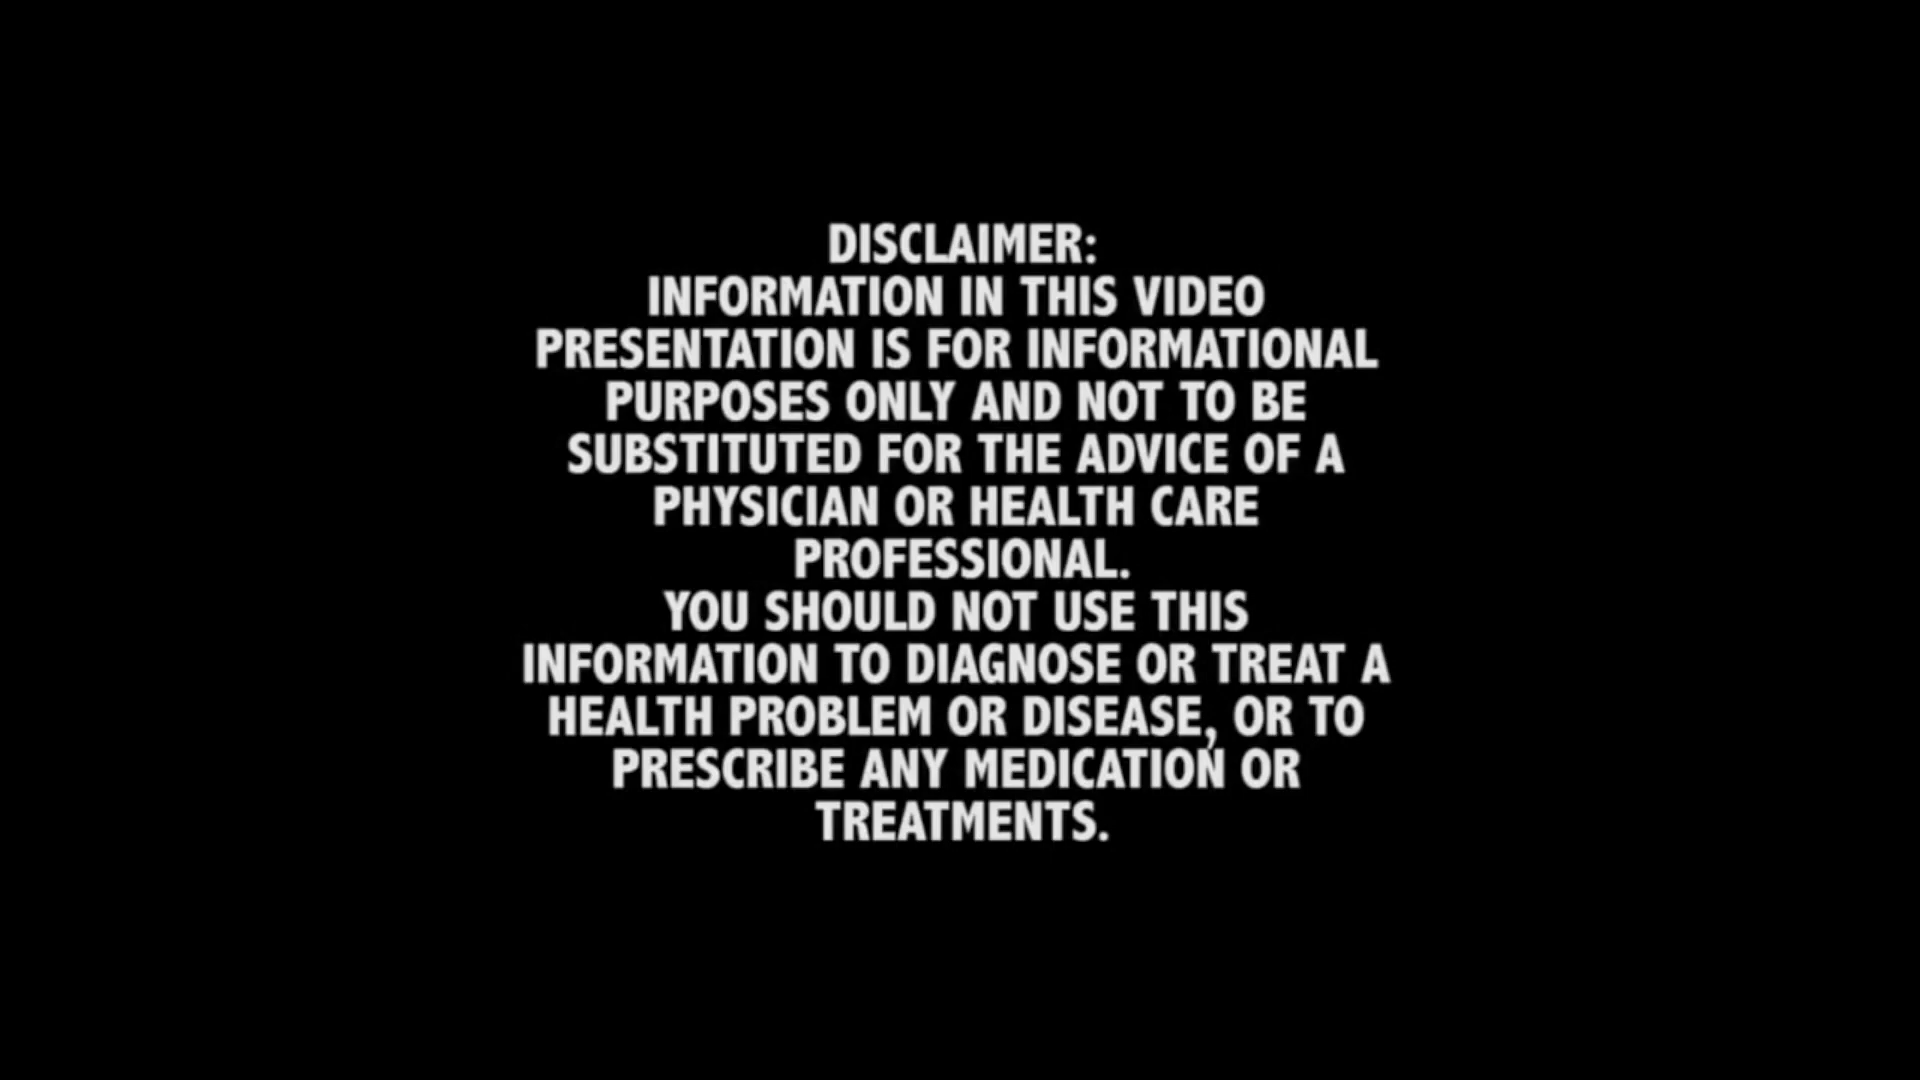 DISCLAIMER:
INFORMATION IN THIS VIDEO
PRESENTATION IS FOR INFORMATIONAL
PURPOSES ONLY AND NOT TO BE
SUBSTITUTED FOR THE ADVICE OF A
PHYSICIAN OR HEALTH CARE
PROFESSIONAL.
YOU SHOULD NOT USE THIS
INFORMATION TO DIAGNOSE OR TREAT A
HEALTH PROBLEM OR DISEASE, OR TO
PRESCRIBE ANY MEDICATION OR
TREATMENTS.